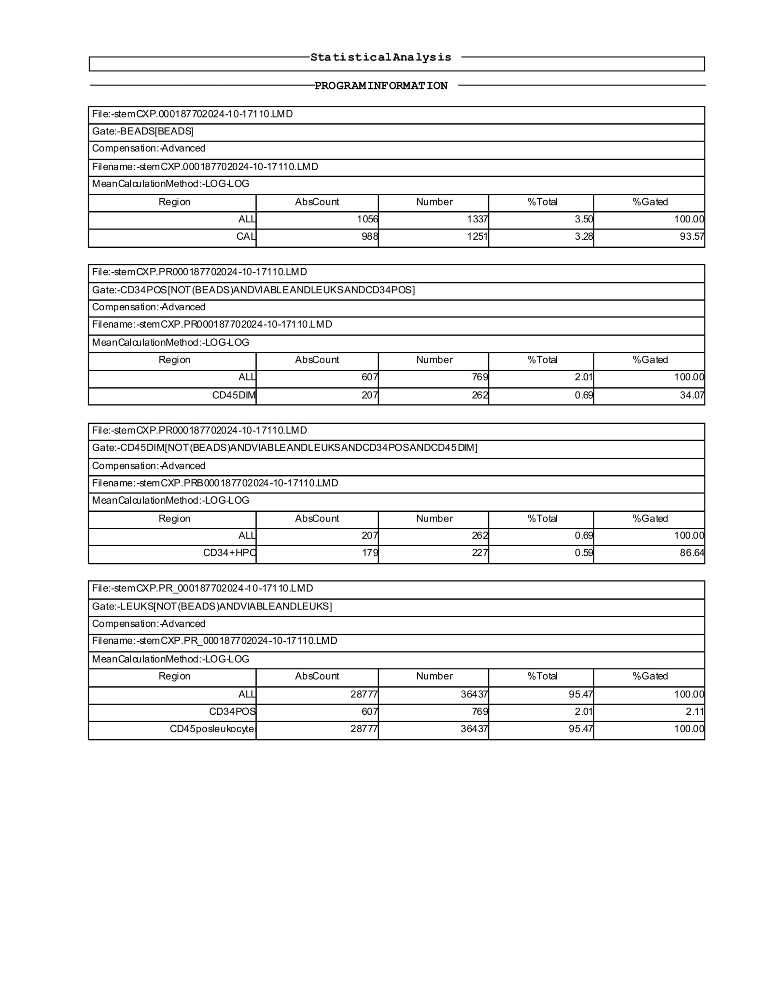 StatisticalAnalysis
PROGRAMINFORMATION
File:-stemCXP.000187702024-10-17110.LMD
Gate:-BEADS[BEADS]
Compensation:-Advanced
Filename:-stemCXP.000187702024-10-17110.LMD
MeanCalculationMethod:-LOG-LOG
Region AbsCount Number %Total %Gated
ALL 1056 1337 3.50 100.00
CAL 988 1251 3.28 93.57
File:-stemCXP.PR000187702024-10-17110.LMD
Gate:-CD34POS[NOT(BEADS)ANDVIABLEANDLEUKSANDCD34POS]
Compensation:-Advanced
Filename:-stemCXP.PR000187702024-10-17110.LMD
MeanCalculationMethod:-LOG-LOG
Region AbsCount Number %Total %Gated
ALL 607 769 2.01 100.00
CD45DIM 207 262 0.69 34.07
File:-stemCXP.PR000187702024-10-17110.LMD
Gate:-CD45DIM[NOT(BEADS)ANDVIABLEANDLEUKSANDCD34POSANDCD45DIM]
Compensation:-Advanced
Filename:-stemCXP.PRB000187702024-10-17110.LMD
MeanCalculationMethod:-LOG-LOG
Region AbsCount Number %Total %Gated
ALL 207 262 0.69 100.00
CD34+HPC 179 227 0.59 86.64
File:-stemCXP.PR_000187702024-10-17110.LMD
Gate:-LEUKS[NOT(BEADS)ANDVIABLEANDLEUKS]
Compensation:-Advanced
Filename:-stemCXP.PR_000187702024-10-17110.LMD
MeanCalculationMethod:-LOG-LOG
Region AbsCount Number %Total %Gated
ALL 28777 36437 95.47 100.00
CD34POS 607 769 2.01 2.11
CD45posleukocytes 28777 36437 95.47 100.00